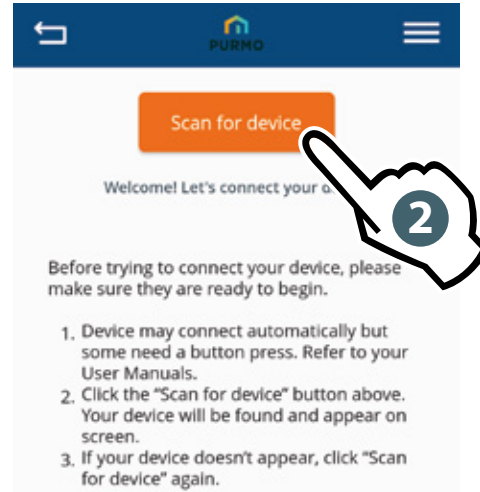 PURMO
Scan for device
Welcome! Let's connect your
2
Before trying to connect your device, please
make sure they are ready to begin.
1. Device may connect automatically but
some need a button press. Refer to your
User Manuals.
2. Click the “Scan for device” button above.
Your device will be found and appear on
screen.
3. If your device doesn’t appear, click “Scan
for device” again.